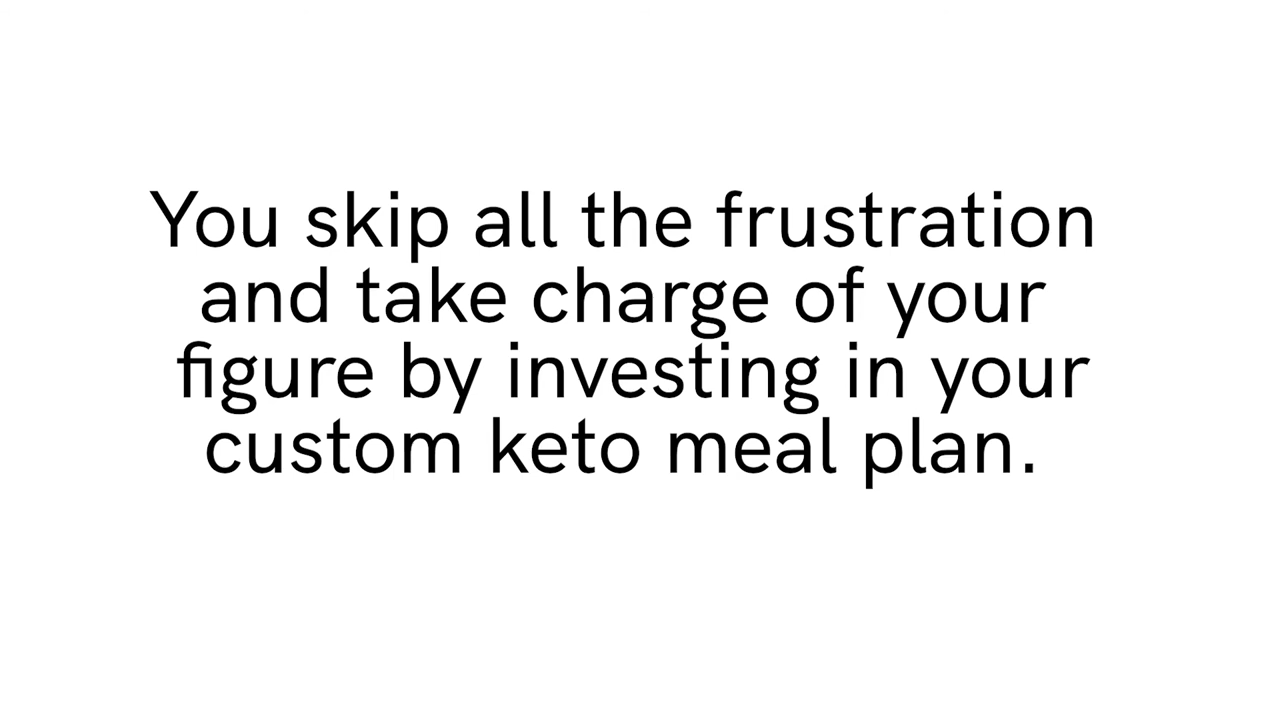 You skip all the frustration
and take charge of your
figure by investing in your
custom keto meal plan.